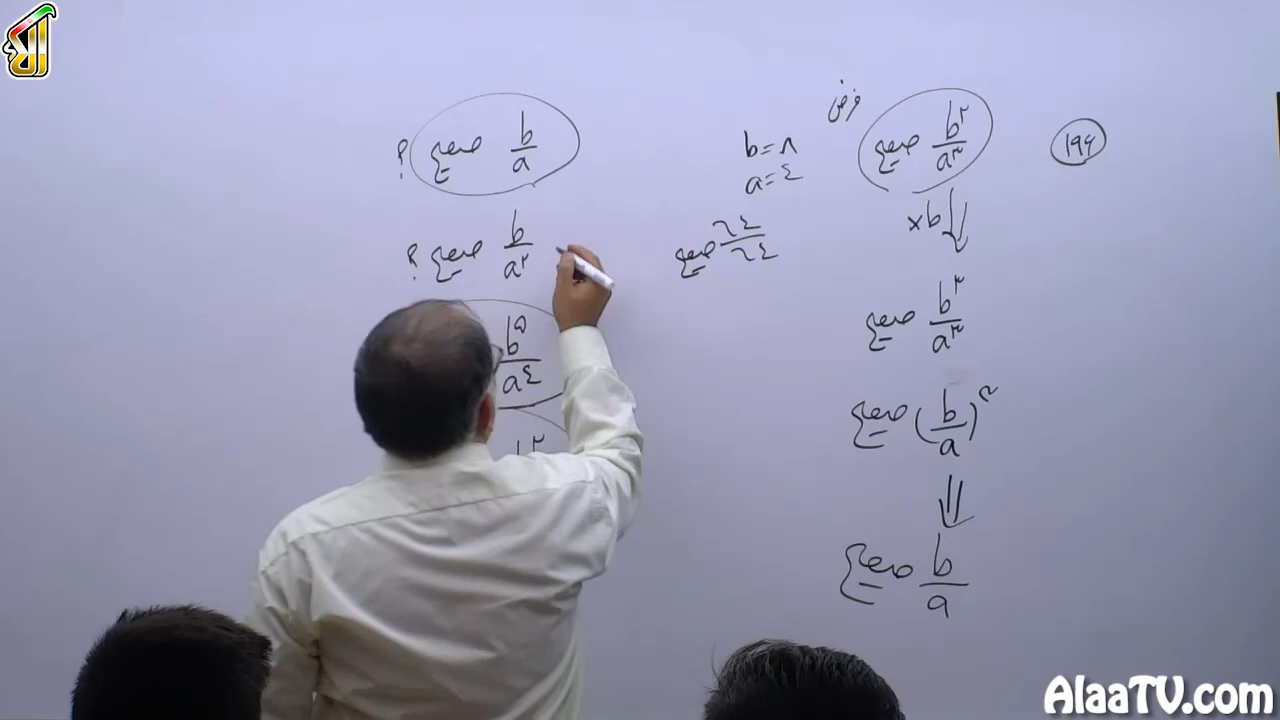 ۱۹۴
فرض
b²/a³ صحیح
×b
b³/a³ صحیح
(b/a)³ صحیح
b/a صحیح
b=۸
a=۴
۶۴/۶۴ صحیح
b/a صحیح ؟
b/a² صحیح ؟
b⁵/a⁴
AlaaTV.com